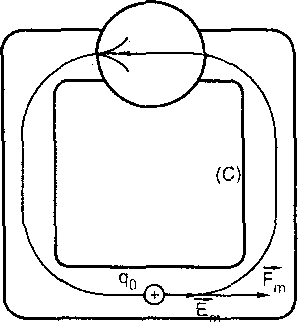 (C)
q₀
+
F⃗ₘ
E⃗ₘ